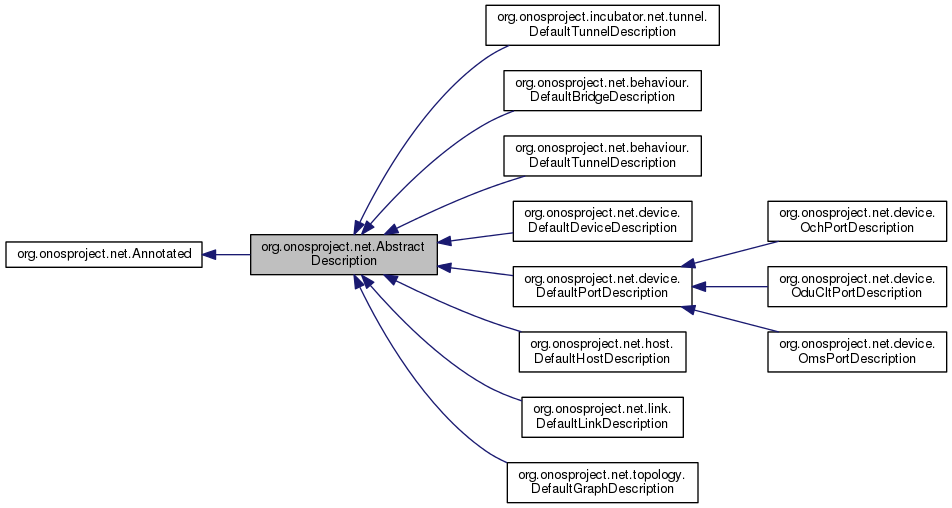 org.onosproject.net.Annotated
org.onosproject.net.Abstract
Description
org.onosproject.incubator.net.tunnel.
DefaultTunnelDescription
org.onosproject.net.behaviour.
DefaultBridgeDescription
org.onosproject.net.behaviour.
DefaultTunnelDescription
org.onosproject.net.device.
DefaultDeviceDescription
org.onosproject.net.device.
DefaultPortDescription
org.onosproject.net.host.
DefaultHostDescription
org.onosproject.net.link.
DefaultLinkDescription
org.onosproject.net.topology.
DefaultGraphDescription
org.onosproject.net.device.
OchPortDescription
org.onosproject.net.device.
OduCltPortDescription
org.onosproject.net.device.
OmsPortDescription